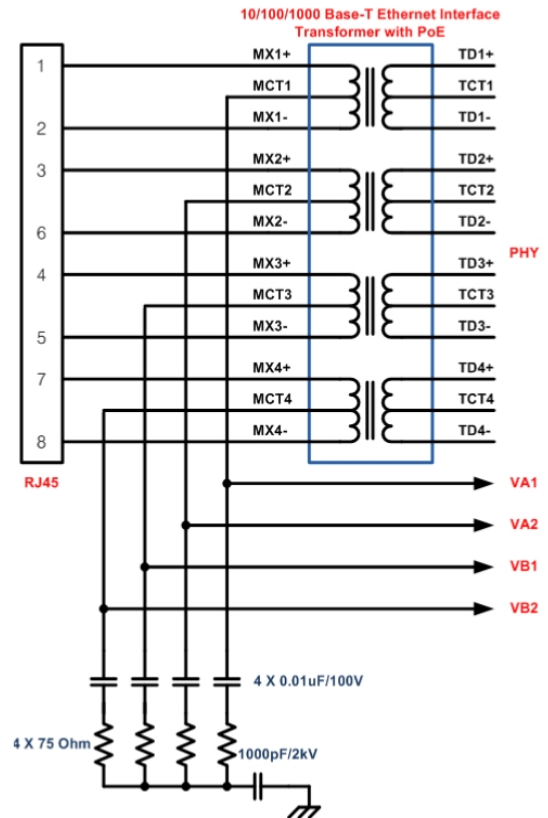 10/100/1000 Base-T Ethernet Interface
Transformer with PoE
1
MX1+
TD1+
MCT1
TCT1
2
MX1-
TD1-
3
MX2+
TD2+
MCT2
TCT2
6
MX2-
TD2-
PHY
4
MX3+
TD3+
MCT3
TCT3
5
MX3-
TD3-
7
MX4+
TD4+
MCT4
TCT4
8
MX4-
TD4-
RJ45
VA1
VA2
VB1
VB2
4 X 0.01uF/100V
4 X 75 Ohm
1000pF/2kV